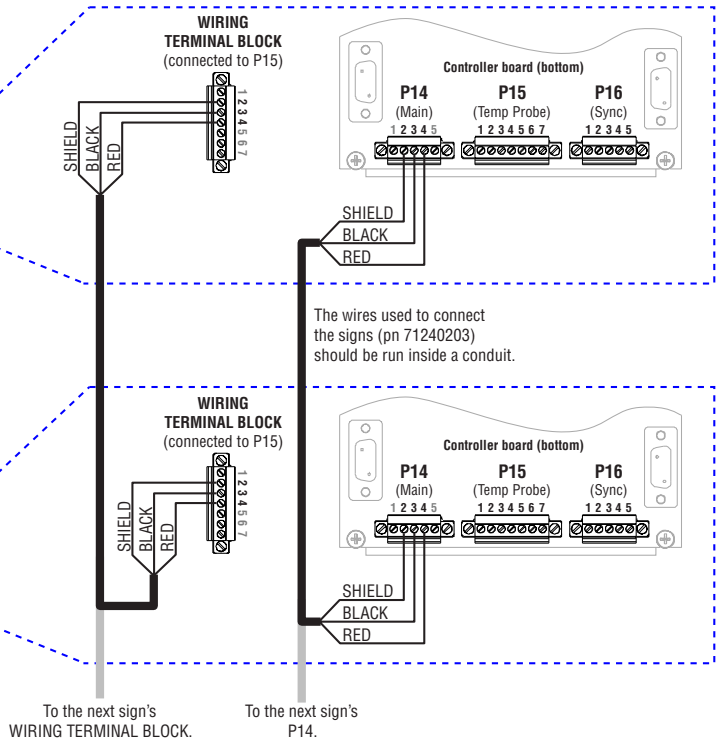 WIRING
TERMINAL BLOCK
(connected to P15)
1 2 3 4 5 6 7
SHIELD
BLACK
RED
Controller board (bottom)
P14 P15 P16
(Main) (Temp Probe) (Sync)
1 2 3 4 5 1 2 3 4 5 6 7 1 2 3 4 5
SHIELD
BLACK
RED
The wires used to connect
the signs (pn 71240203)
should be run inside a conduit.
WIRING
TERMINAL BLOCK
(connected to P15)
1 2 3 4 5 6 7
SHIELD
BLACK
RED
Controller board (bottom)
P14 P15 P16
(Main) (Temp Probe) (Sync)
1 2 3 4 5 1 2 3 4 5 6 7 1 2 3 4 5
SHIELD
BLACK
RED
To the next sign's
WIRING TERMINAL BLOCK.
To the next sign's
P14.